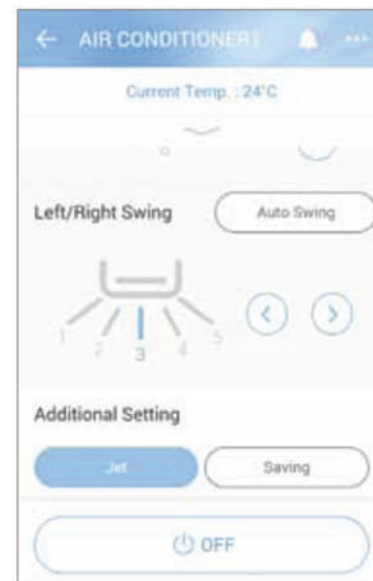 AIR CONDITIONER1
Current Temp. : 24°C
Left/Right Swing
Auto Swing
1 2 3 4 5
Additional Setting
Jet Saving
OFF